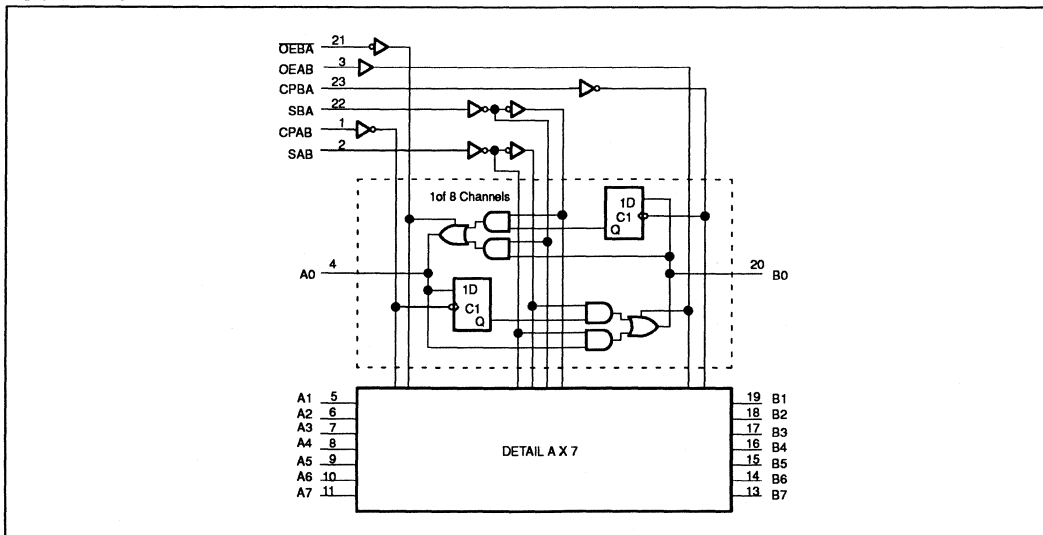 OEBA 21
OEAB 3
CPBA 23
SBA 22
CPAB 1
SAB 2
1of 8 Channels
1D
C1
Q
A0 4
20 B0
1D
C1
Q
A1 5
A2 6
A3 7
A4 8
A5 9
A6 10
A7 11
DETAIL A X 7
19 B1
18 B2
17 B3
16 B4
15 B5
14 B6
13 B7